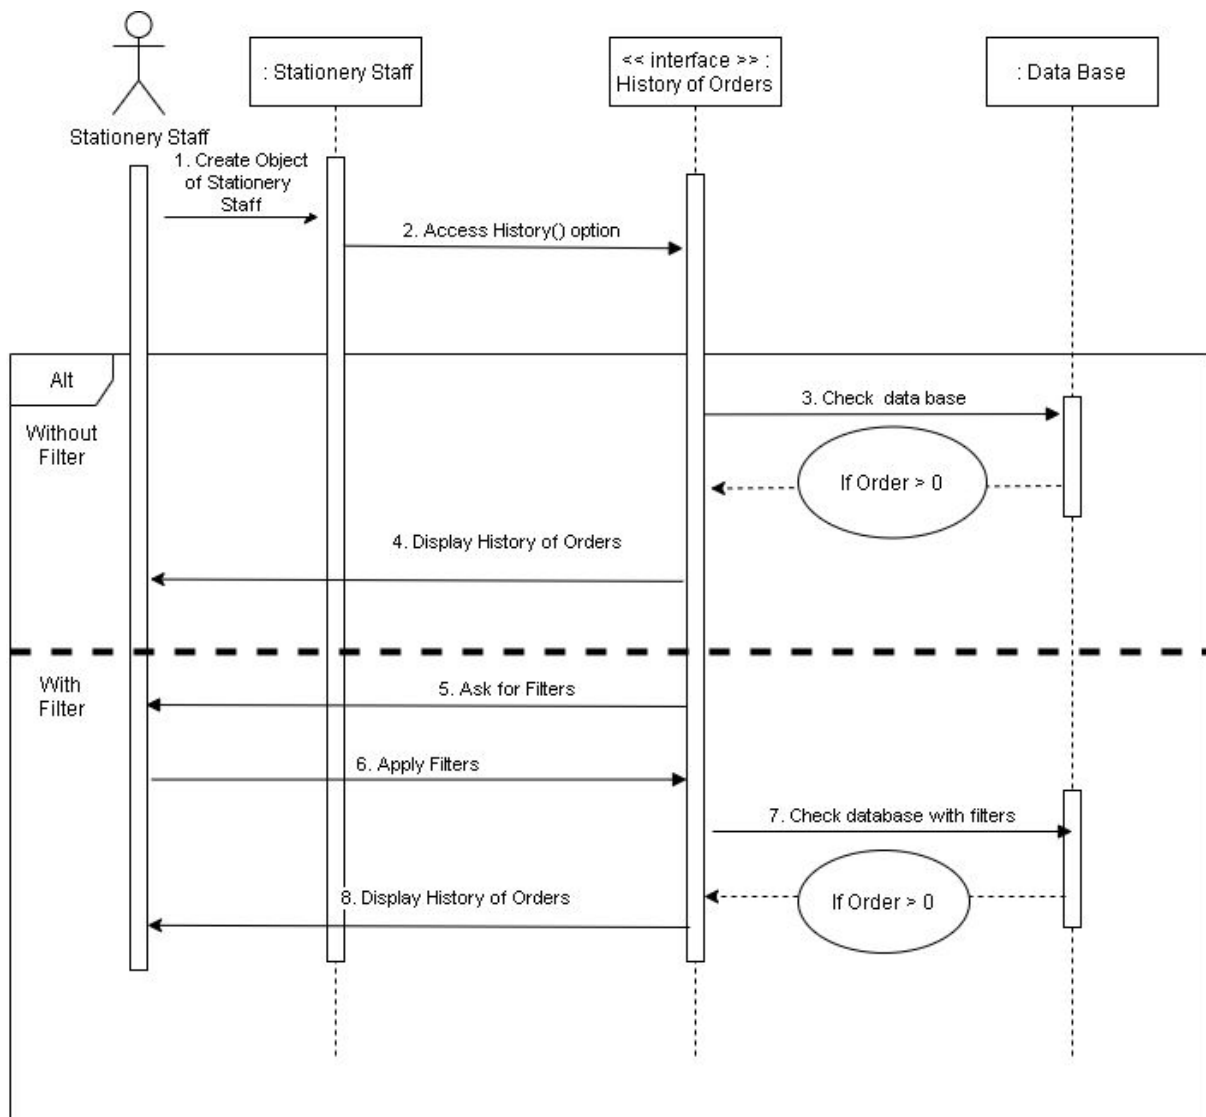 : Stationery Staff
<< interface >> :
History of Orders
: Data Base
Stationery Staff
1. Create Object
of Stationery
Staff
2. Access History() option
Alt
Without
Filter
3. Check  data base
If Order > 0
4. Display History of Orders
With
Filter
5. Ask for Filters
6. Apply Filters
7. Check database with filters
8. Display History of Orders
If Order > 0